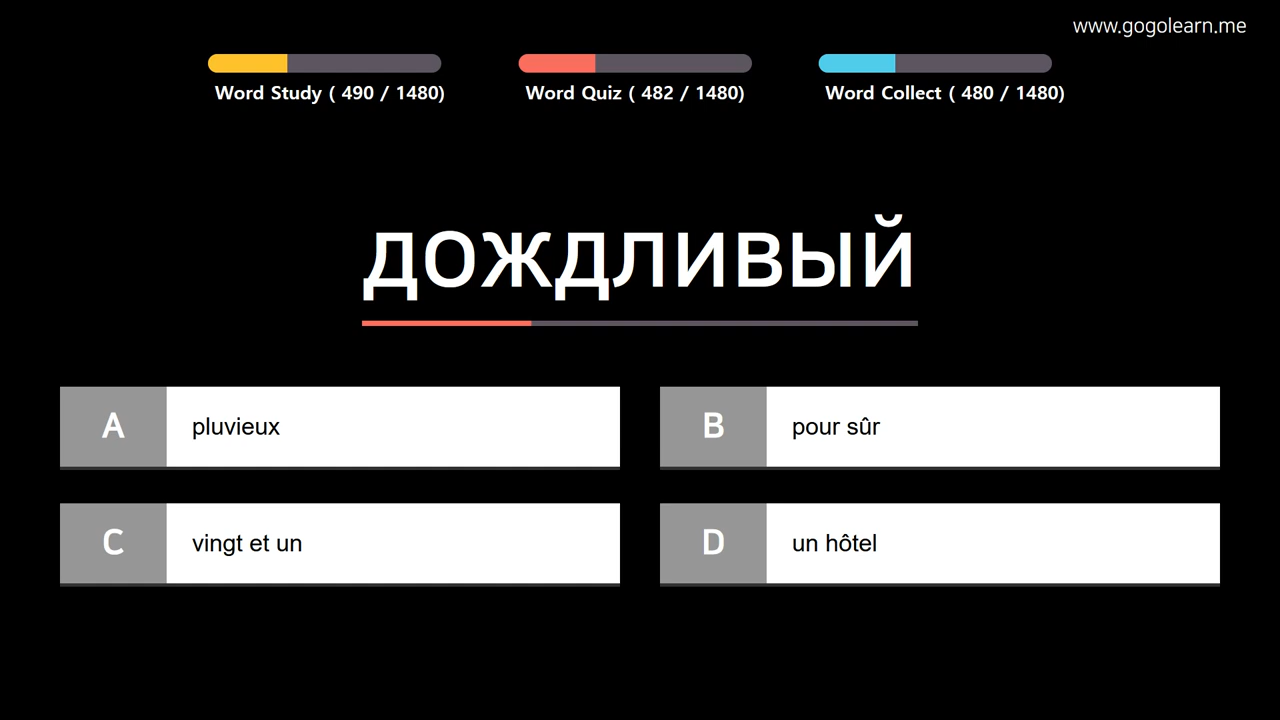 www.gogolearn.me
Word Study ( 490 / 1480)
Word Quiz ( 482 / 1480)
Word Collect ( 480 / 1480)
дождливый
A pluvieux
B pour sûr
C vingt et un
D un hôtel